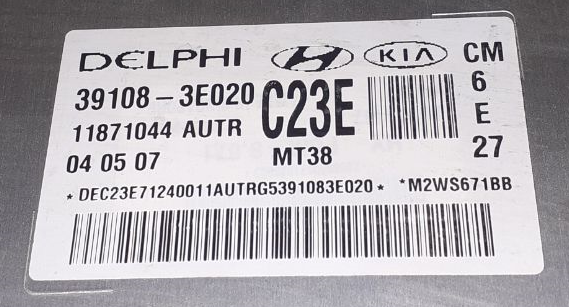 DELPHI KIA CM
39108 - 3E020 C23E 6
11871044 AUTR E
04 05 07 MT38 27
* DEC23E71240011AUTRG5391083E020 * *M2WS671BB